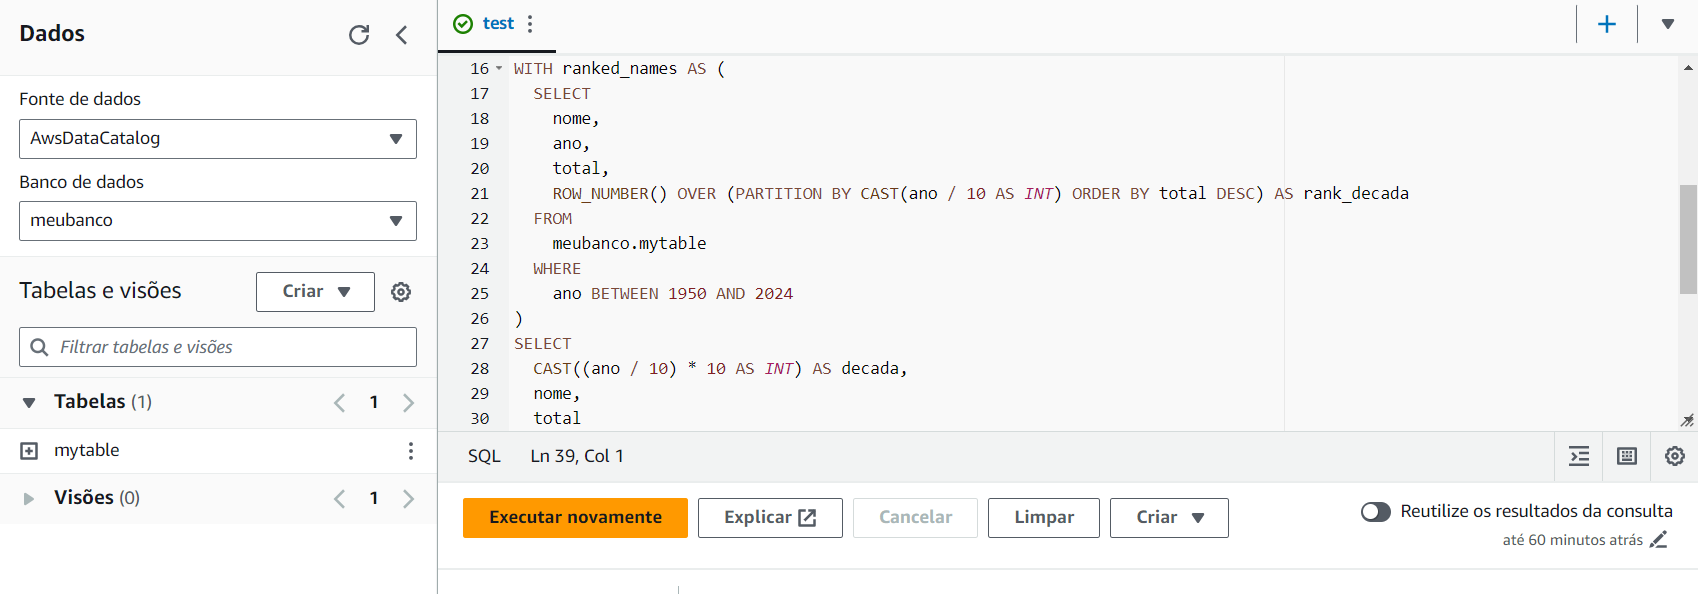 Dados
Fonte de dados
AwsDataCatalog
Banco de dados
meubanco
Tabelas e visões
Criar
Filtrar tabelas e visões
Tabelas (1)
1
mytable
Visões (0)
1
test
16 WITH ranked_names AS (
17 SELECT
18 nome,
19 ano,
20 total,
21 ROW_NUMBER() OVER (PARTITION BY CAST(ano / 10 AS INT) ORDER BY total DESC) AS rank_decada
22 FROM
23 meubanco.mytable
24 WHERE
25 ano BETWEEN 1950 AND 2024
26 )
27 SELECT
28 CAST((ano / 10) * 10 AS INT) AS decada,
29 nome,
30 total
SQL Ln 39, Col 1
Executar novamente Explicar Cancelar Limpar Criar
Reutilize os resultados da consulta
até 60 minutos atrás